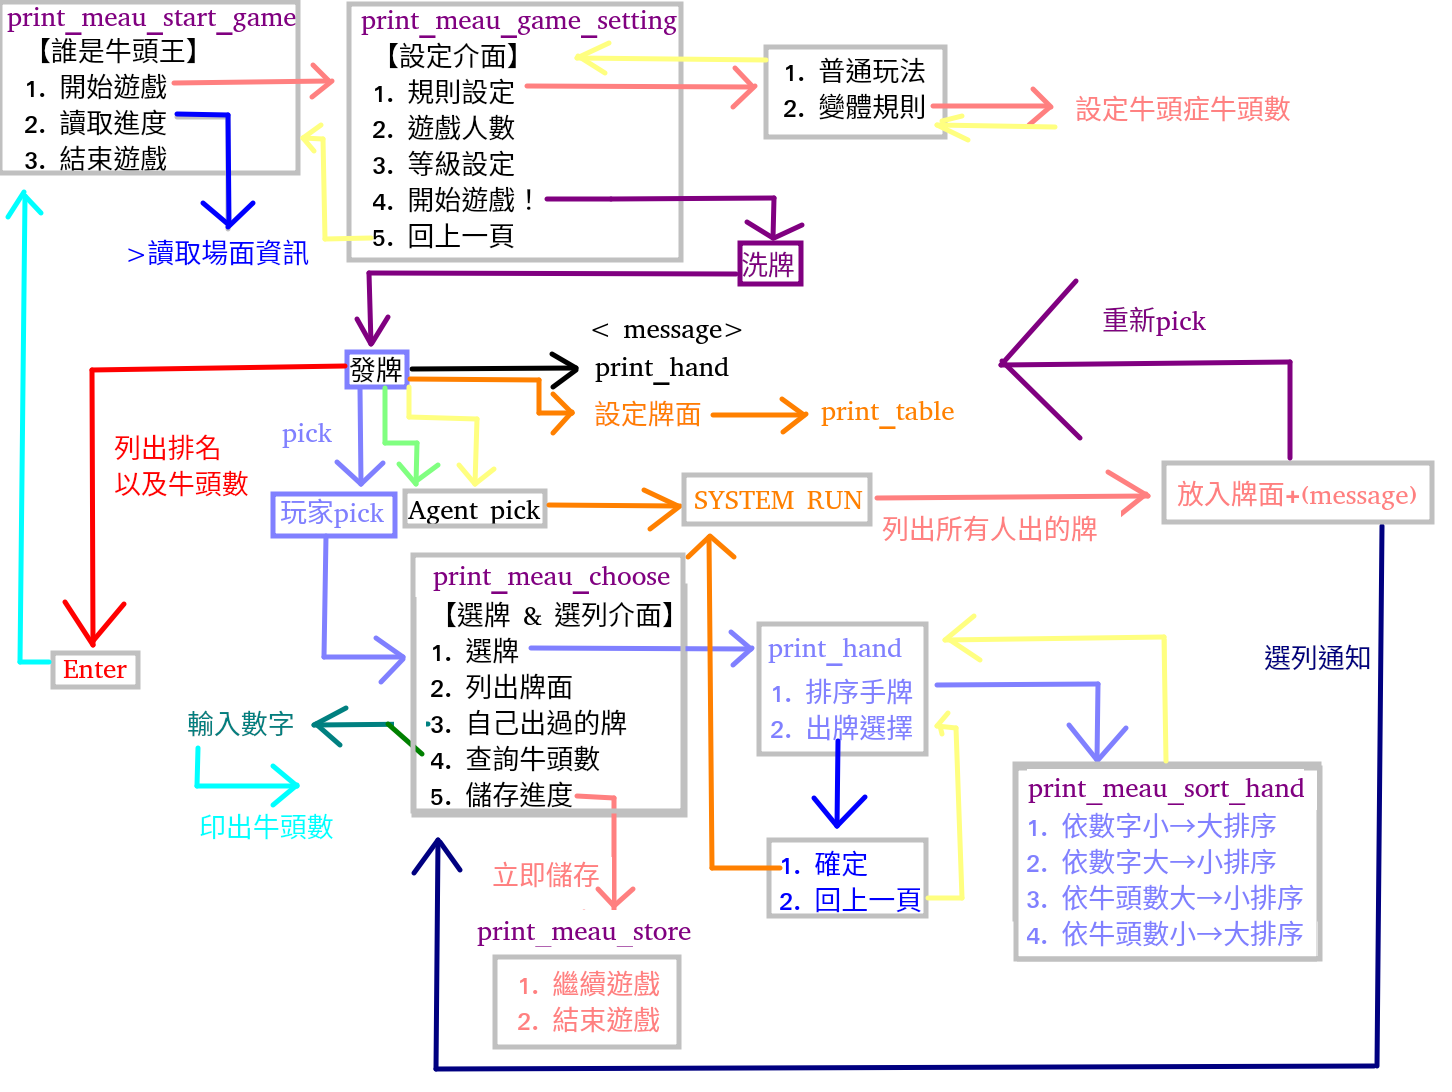 print_meau_start_game
【誰是牛頭王】
1. 開始遊戲
2. 讀取進度
3. 結束遊戲
>讀取場面資訊
print_meau_game_setting
【設定介面】
1. 規則設定
2. 遊戲人數
3. 等級設定
4. 開始遊戲！
5. 回上一頁
1. 普通玩法
2. 變體規則
設定牛頭症牛頭數
洗牌
發牌
< message>
print_hand
設定牌面
print_table
重新pick
列出排名
以及牛頭數
pick
玩家pick
Agent pick
SYSTEM RUN
列出所有人出的牌
放入牌面+(message)
Enter
print_meau_choose
【選牌 & 選列介面】
1. 選牌
2. 列出牌面
3. 自己出過的牌
4. 查詢牛頭數
5. 儲存進度
輸入數字
印出牛頭數
print_hand
1. 排序手牌
2. 出牌選擇
選列通知
1. 確定
2. 回上一頁
print_meau_sort_hand
1. 依數字小→大排序
2. 依數字大→小排序
3. 依牛頭數大→小排序
4. 依牛頭數小→大排序
立即儲存
print_meau_store
1. 繼續遊戲
2. 結束遊戲